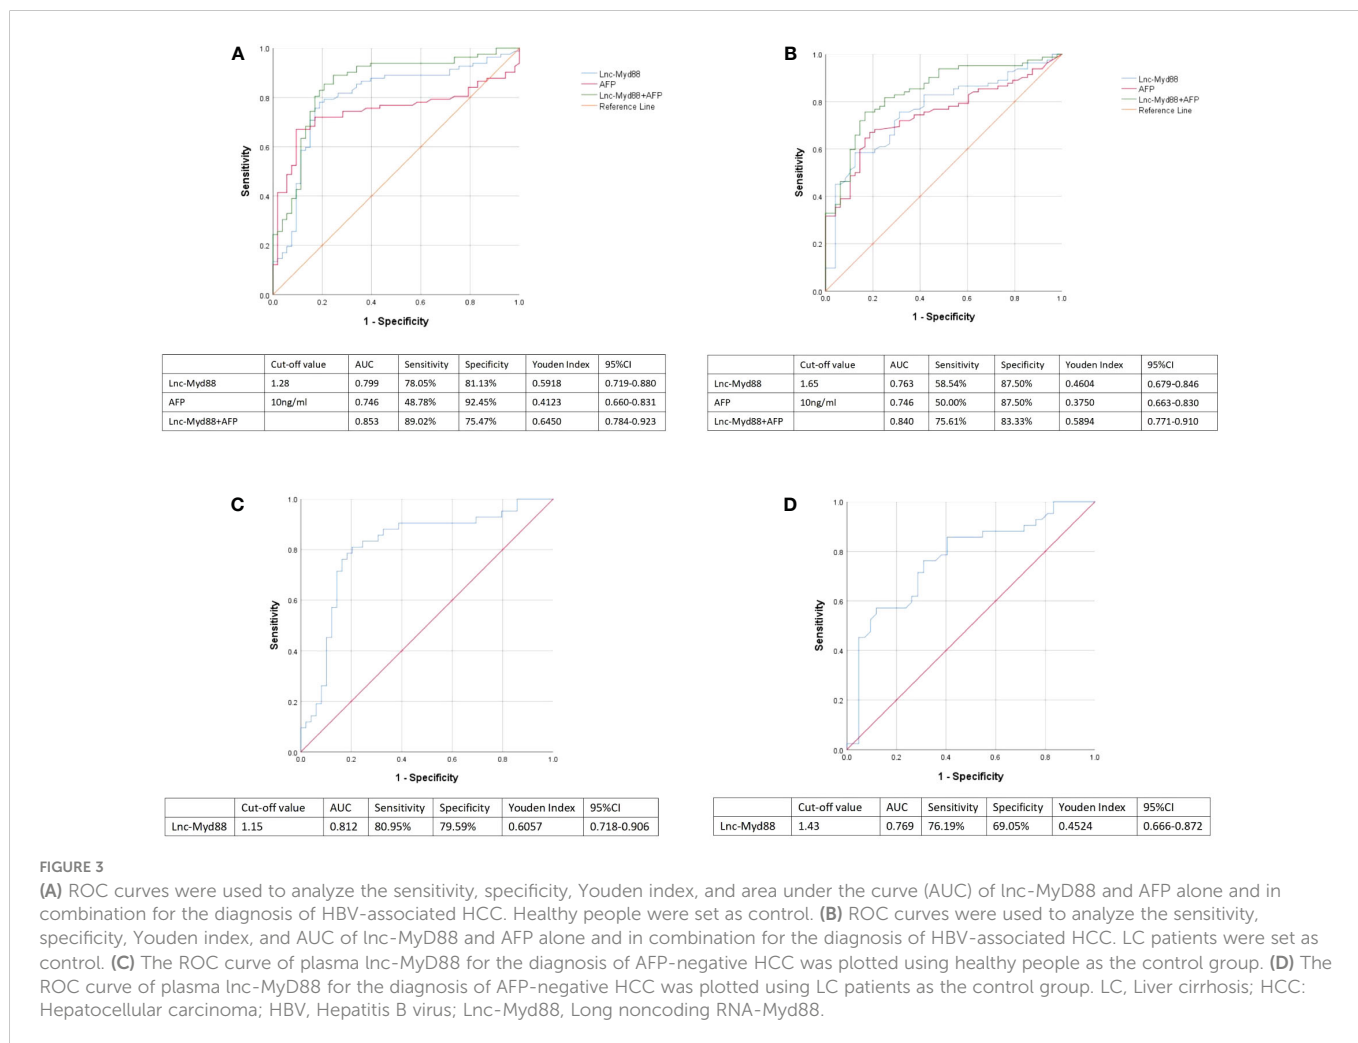 A
1.0
0.8
0.6
0.4
0.2
0.0
Sensitivity
0.0 0.2 0.4 0.6 0.8 1.0
1 - Specificity
Lnc-Myd88
AFP
Lnc-Myd88+AFP
Reference Line
Cut-off value AUC Sensitivity Specificity Youden Index 95%CI
Lnc-Myd88 1.28 0.799 78.05% 81.13% 0.5918 0.719-0.880
AFP 10ng/ml 0.746 48.78% 92.45% 0.4123 0.660-0.831
Lnc-Myd88+AFP 0.853 89.02% 75.47% 0.6450 0.784-0.923
B
1.0
0.8
0.6
0.4
0.2
0.0
Sensitivity
0.0 0.2 0.4 0.6 0.8 1.0
1 - Specificity
Lnc-Myd88
AFP
Lnc-Myd88+AFP
Reference Line
Cut-off value AUC Sensitivity Specificity Youden Index 95%CI
Lnc-Myd88 1.65 0.763 58.54% 87.50% 0.4604 0.679-0.846
AFP 10ng/ml 0.746 50.00% 87.50% 0.3750 0.663-0.830
Lnc-Myd88+AFP 0.840 75.61% 83.33% 0.5894 0.771-0.910
C
1.0
0.8
0.6
0.4
0.2
0.0
Sensitivity
0.0 0.2 0.4 0.6 0.8 1.0
1 - Specificity
Cut-off value AUC Sensitivity Specificity Youden Index 95%CI
Lnc-Myd88 1.15 0.812 80.95% 79.59% 0.6057 0.718-0.906
D
1.0
0.8
0.6
0.4
0.2
0.0
Sensitivity
0.0 0.2 0.4 0.6 0.8 1.0
1 - Specificity
Cut-off value AUC Sensitivity Specificity Youden Index 95%CI
Lnc-Myd88 1.43 0.769 76.19% 69.05% 0.4524 0.666-0.872
FIGURE 3
(A) ROC curves were used to analyze the sensitivity, specificity, Youden index, and area under the curve (AUC) of lnc-MyD88 and AFP alone and in
combination for the diagnosis of HBV-associated HCC. Healthy people were set as control. (B) ROC curves were used to analyze the sensitivity,
specificity, Youden index, and AUC of lnc-MyD88 and AFP alone and in combination for the diagnosis of HBV-associated HCC. LC patients were set as
control. (C) The ROC curve of plasma lnc-MyD88 for the diagnosis of AFP-negative HCC was plotted using healthy people as the control group. (D) The
ROC curve of plasma lnc-MyD88 for the diagnosis of AFP-negative HCC was plotted using LC patients as the control group. LC, Liver cirrhosis; HCC:
Hepatocellular carcinoma; HBV, Hepatitis B virus; Lnc-Myd88, Long noncoding RNA-Myd88.